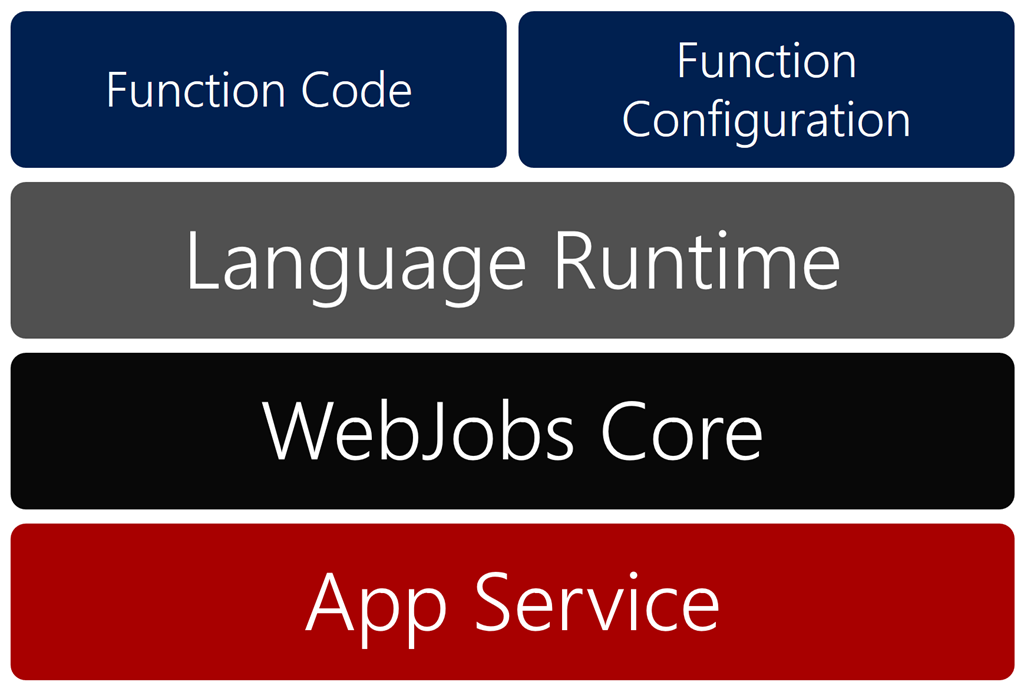 Function Code
Function
Configuration
Language Runtime
WebJobs Core
App Service